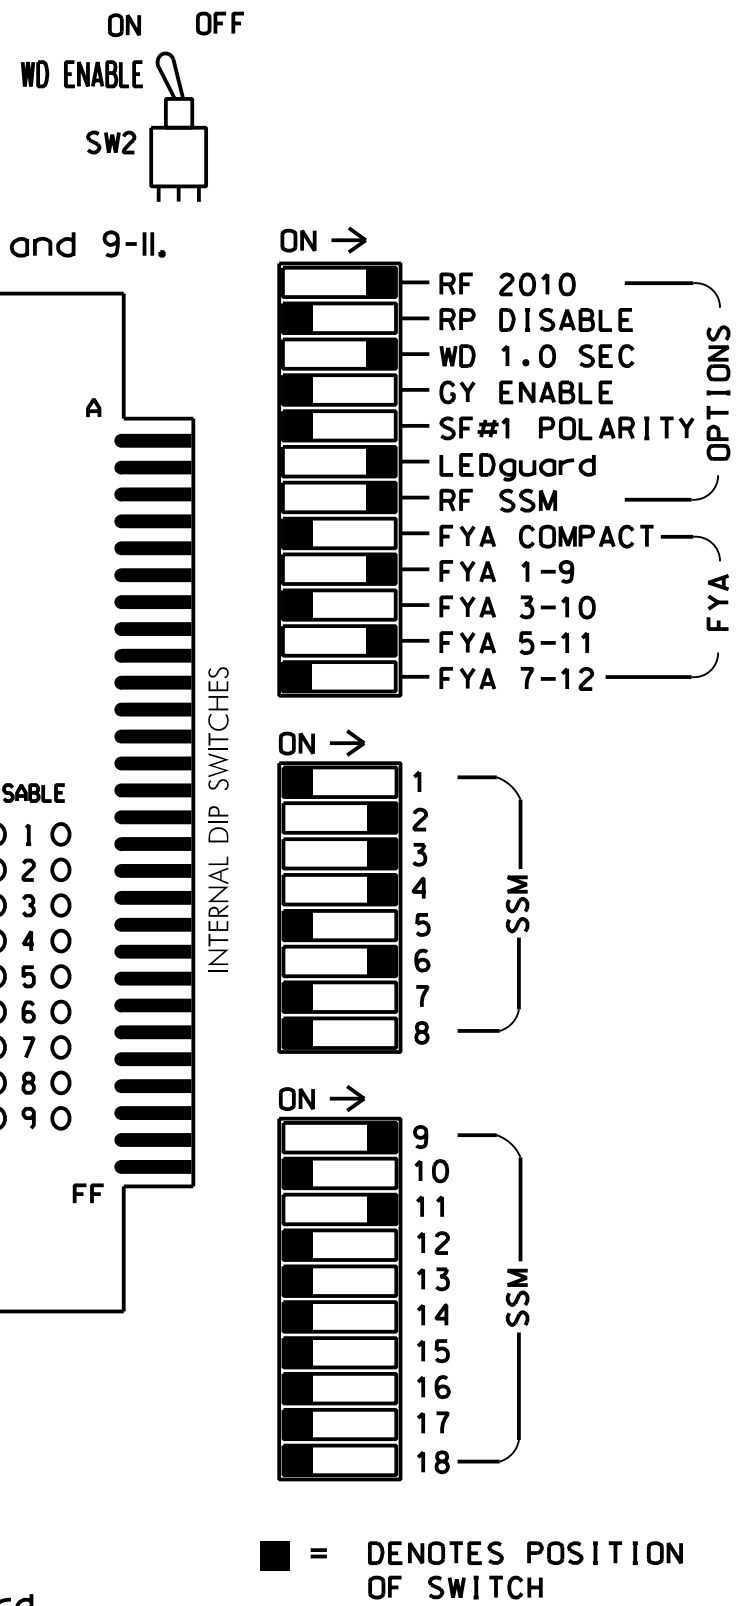 ON OFF
WD ENABLE
SW2
and 9-11.
ON →
RF 2010
RP DISABLE
WD 1.0 SEC
GY ENABLE
SF#1 POLARITY
LEDguard
RF SSM
OPTIONS
FYA COMPACT
FYA 1-9
FYA 3-10
FYA 5-11
FYA 7-12
FYA
A
FF
INTERNAL DIP SWITCHES
SABLE
1
2
3
4
5
6
7
8
9
ON →
1
2
3
4
5
6
7
8
SSM
ON →
9
10
11
12
13
14
15
16
17
18
SSM
= DENOTES POSITION
OF SWITCH